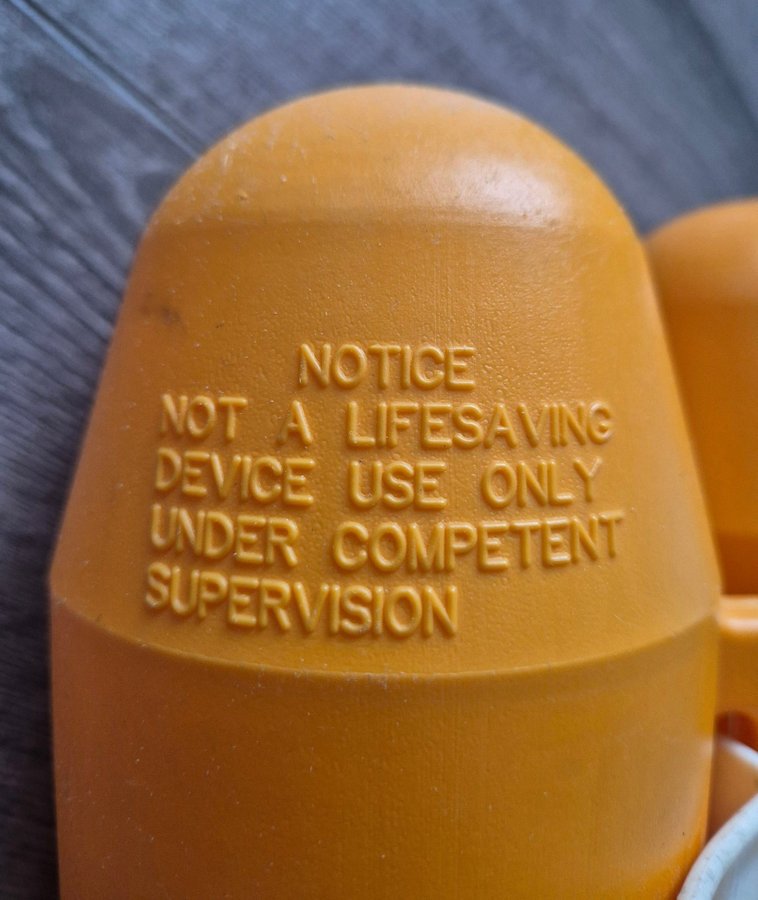 NOTICE
NOT A LIFESAVING
DEVICE USE ONLY
UNDER COMPETENT
SUPERVISION